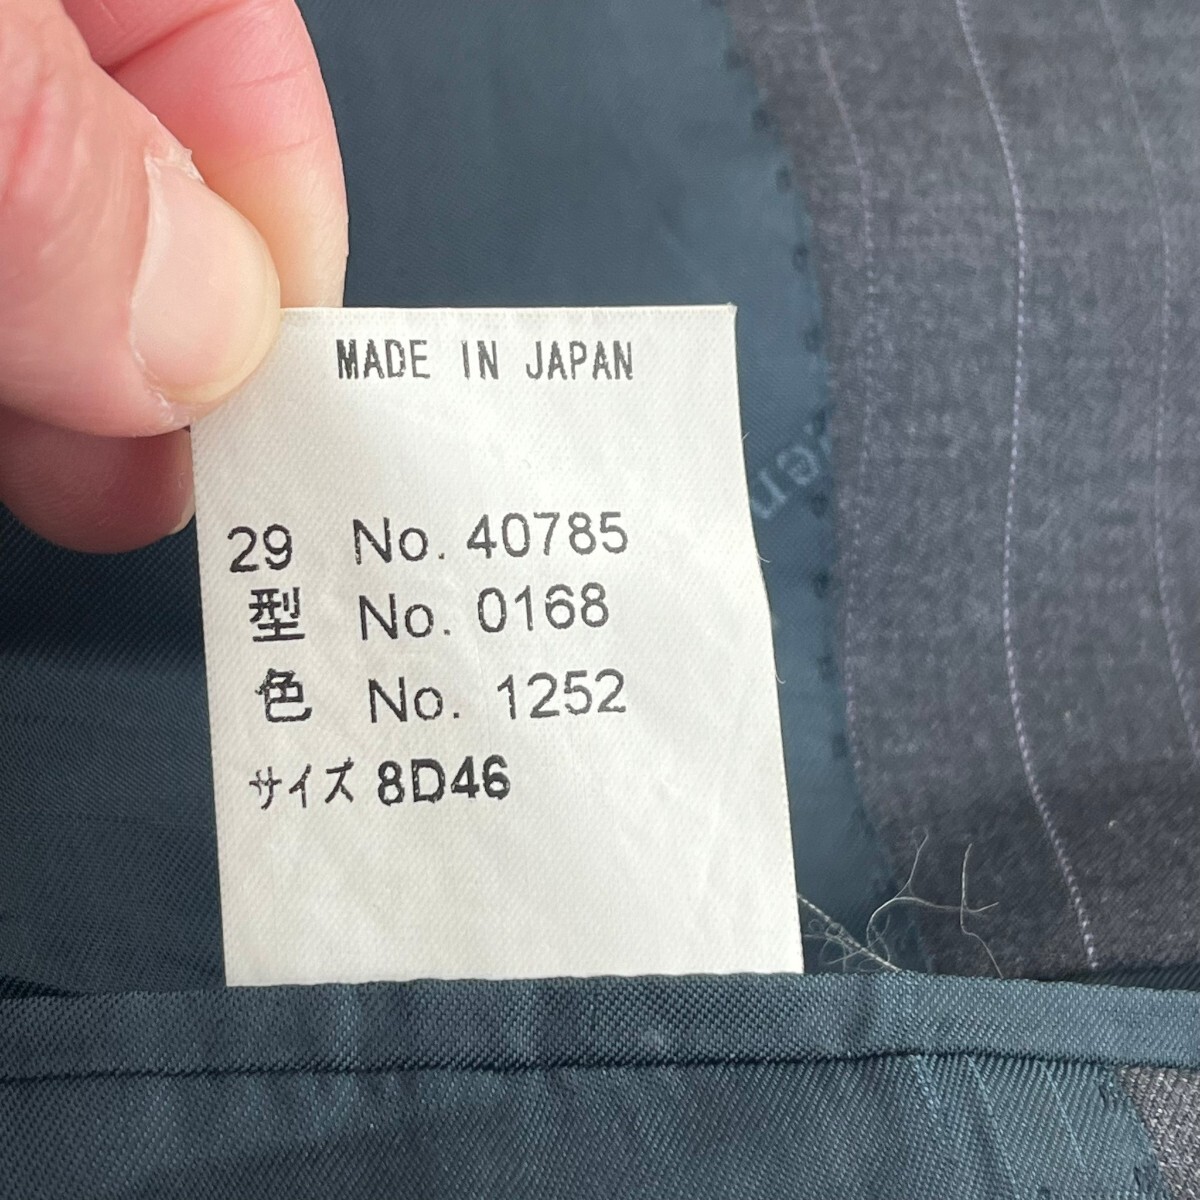 MADE IN JAPAN
29 No. 40785
型 No. 0168
色 No. 1252
サイズ 8D46